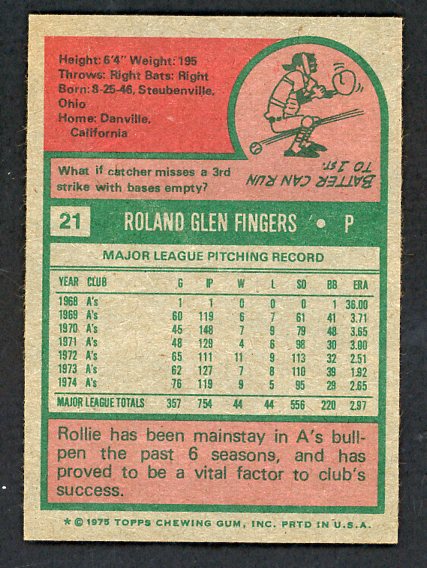 Height: 6'4" Weight: 195
Throws: Right Bats: Right
Born: 8-25-46, Steubenville,
Ohio
Home: Danville,
California
What if catcher misses a 3rd
strike with bases empty?
BATTER CAN RUN
TO 1st.
21 ROLAND GLEN FINGERS • P
MAJOR LEAGUE PITCHING RECORD
YEAR CLUB G IP W L SO BB ERA
1968 A's 1 1 0 0 0 1 36.00
1969 A's 60 119 6 7 61 41 3.71
1970 A's 45 148 7 9 79 48 3.65
1971 A's 48 129 4 6 98 30 3.00
1972 A's 65 111 11 9 113 32 2.51
1973 A's 62 127 7 8 110 39 1.92
1974 A's 76 119 9 5 95 29 2.65
MAJOR LEAGUE TOTALS 357 754 44 44 556 220 2.97
Rollie has been mainstay in A's bull-
pen the past 6 seasons, and has
proved to be a vital factor to club's
success.
* © 1975 TOPPS CHEWING GUM, INC. PRTD IN U.S.A.